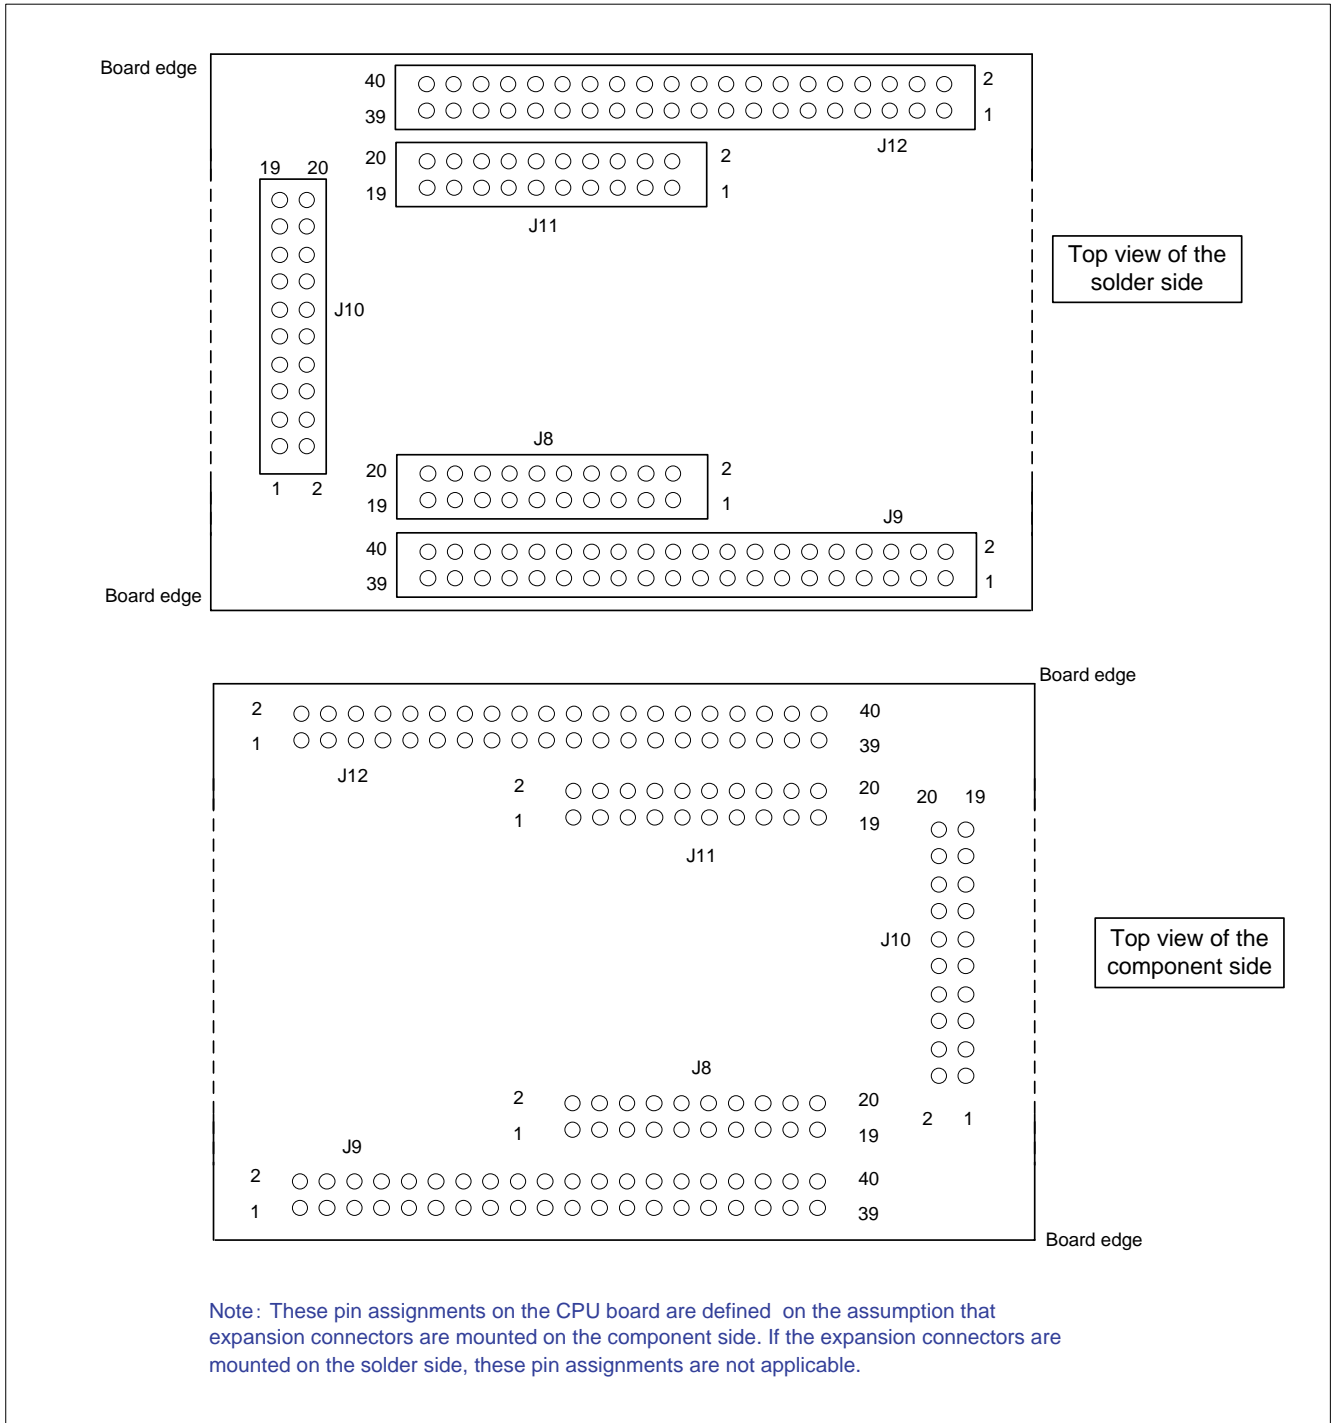 Board edge
40
2
39
1
J12
20
2
19
1
J11
19 20
J10
1 2
Top view of the
solder side
J8
20
2
19
1
J9
40
2
39
1
Board edge
Board edge
2
40
1
39
J12
2
20
1
19
J11
20 19
J10
2 1
Top view of the
component side
J8
2
20
1
19
J9
2
40
1
39
Board edge
Note: These pin assignments on the CPU board are defined on the assumption that
expansion connectors are mounted on the component side. If the expansion connectors are
mounted on the solder side, these pin assignments are not applicable.